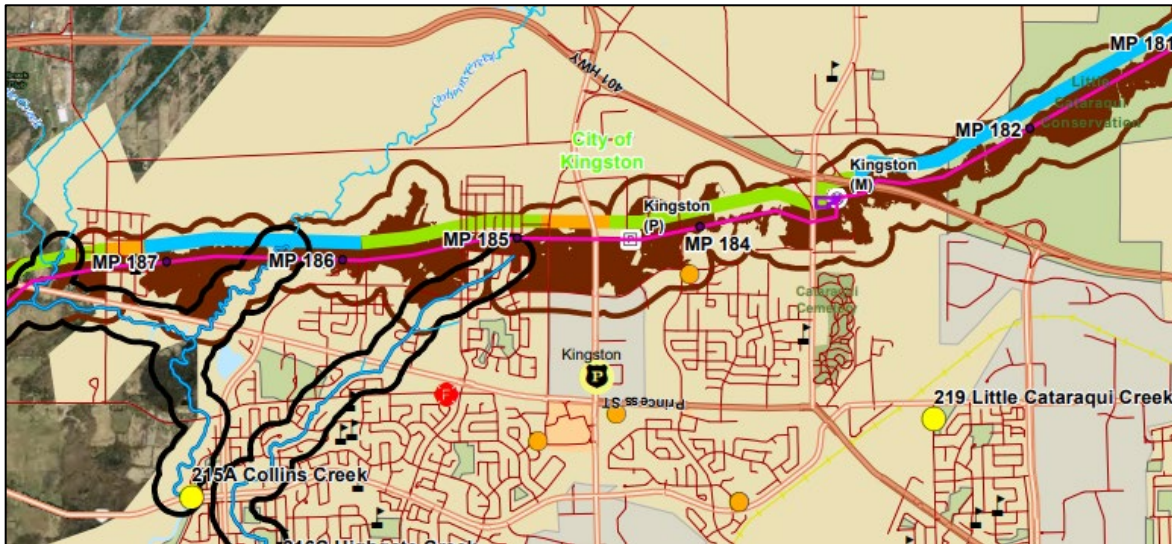 MP 181
401 HWY
Little
MP 182
Cataraqui
Conservation
City of
Kingston
Kingston
(M)
Kingston
(P)
MP 185
MP 184
MP 187
MP 186
Cataraqui
Cemetery
Kingston
P
F
Princess ST
219 Little Cataraqui Creek
215A Collins Creek